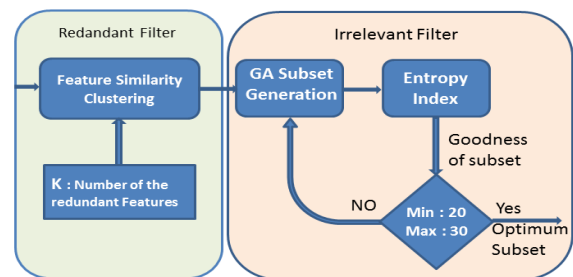 Redandant Filter
Irrelevant Filter
Feature Similarity
Clustering
GA Subset
Generation
Entropy
Index
Goodness
of subset
K : Number of the
redundant Features
NO
Min : 20
Max : 30
Yes
Optimum
Subset